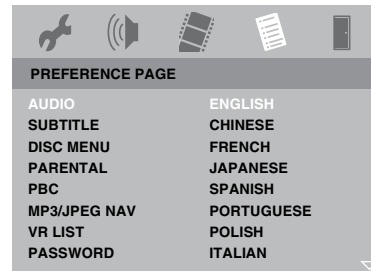 PREFERENCE PAGE
AUDIO ENGLISH
SUBTITLE CHINESE
DISC MENU FRENCH
PARENTAL JAPANESE
PBC SPANISH
MP3/JPEG NAV PORTUGUESE
VR LIST POLISH
PASSWORD ITALIAN